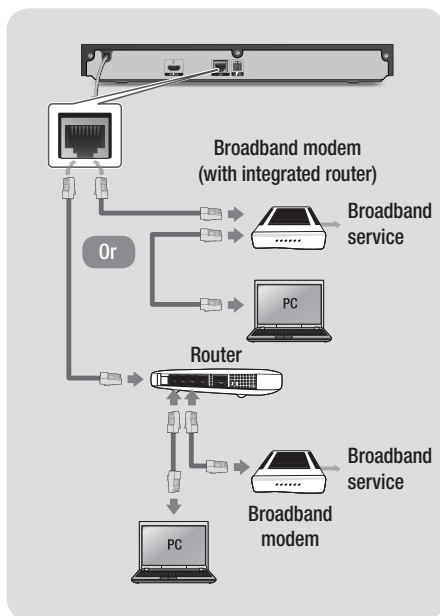 Broadband modem
(with integrated router)
Broadband
service
Or
PC
Router
Broadband
service
Broadband
modem
PC